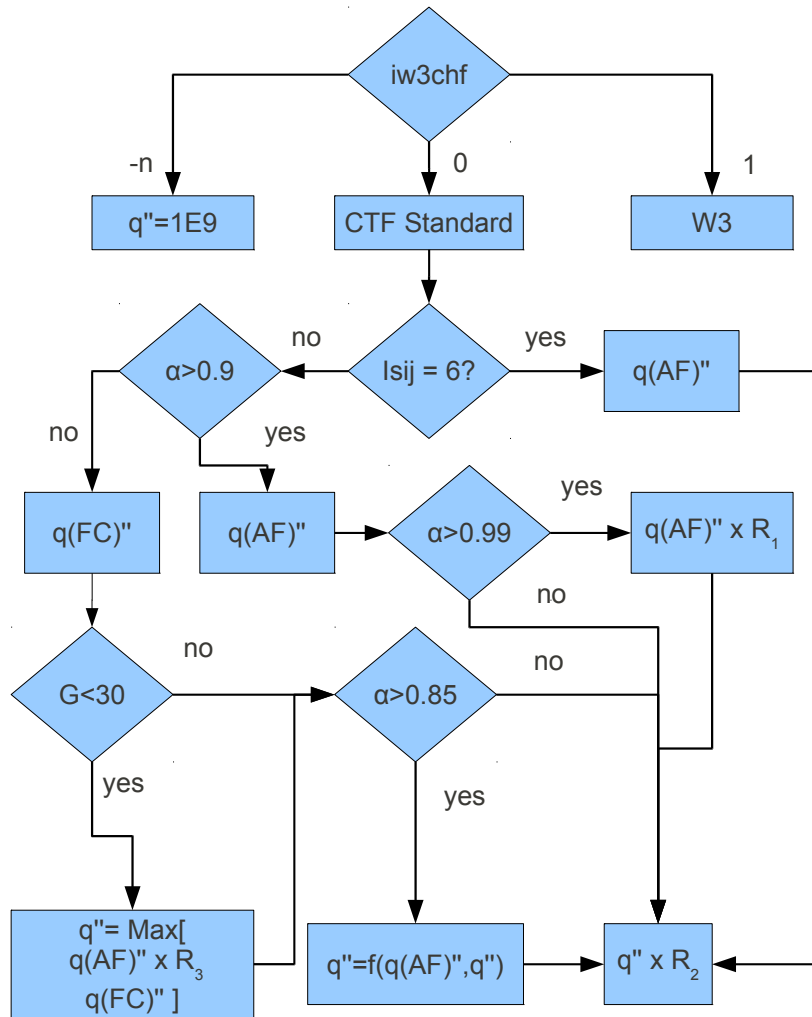 iw3chf
-n
0
1
q"=1E9
CTF Standard
W3
no
yes
α>0.9
Isij = 6?
q(AF)"
no
yes
yes
q(FC)"
q(AF)"
α>0.99
q(AF)" x R₁
no
no
no
G<30
α>0.85
yes
yes
q"= Max[
q(AF)" x R₃
q(FC)" ]
q"=f(q(AF)",q")
q" x R₂